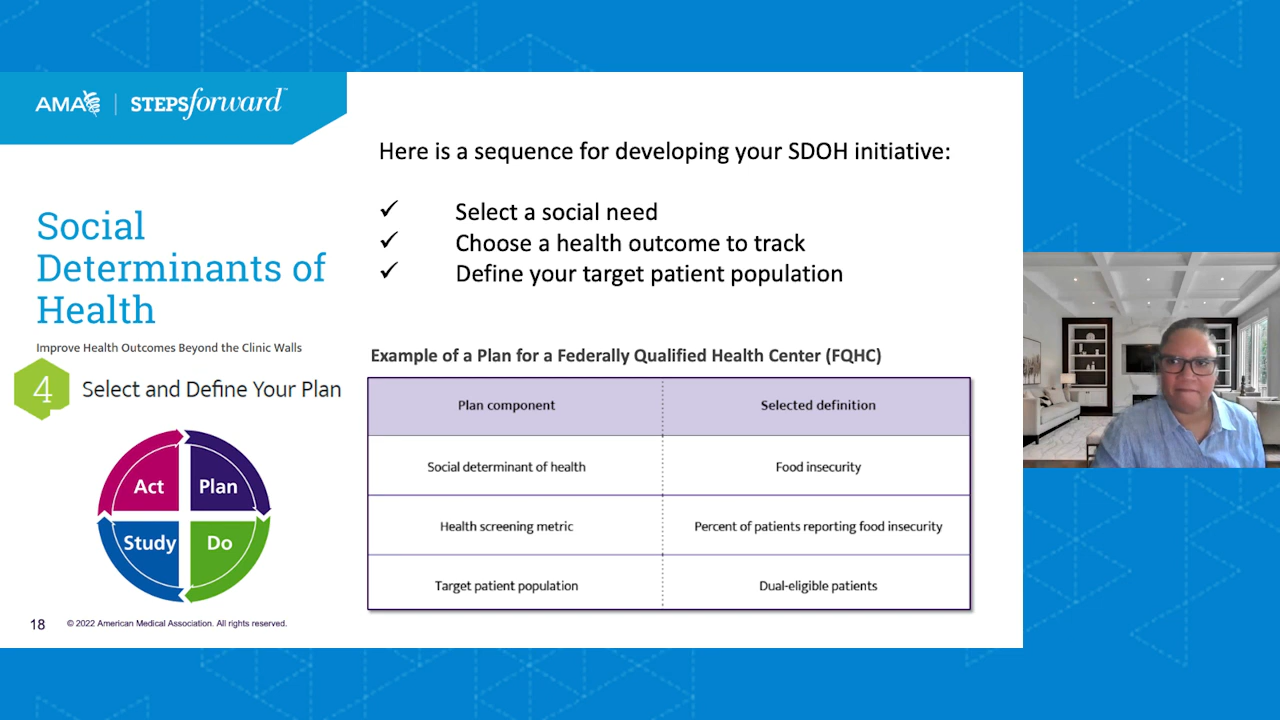 AMA | STEPSforward™
Social
Determinants of
Health
Improve Health Outcomes Beyond the Clinic Walls
4 Select and Define Your Plan
Act Plan
Study Do
18 © 2022 American Medical Association. All rights reserved.
Here is a sequence for developing your SDOH initiative:
✓ Select a social need
✓ Choose a health outcome to track
✓ Define your target patient population
Example of a Plan for a Federally Qualified Health Center (FQHC)
Plan component Selected definition
Social determinant of health Food insecurity
Health screening metric Percent of patients reporting food insecurity
Target patient population Dual-eligible patients